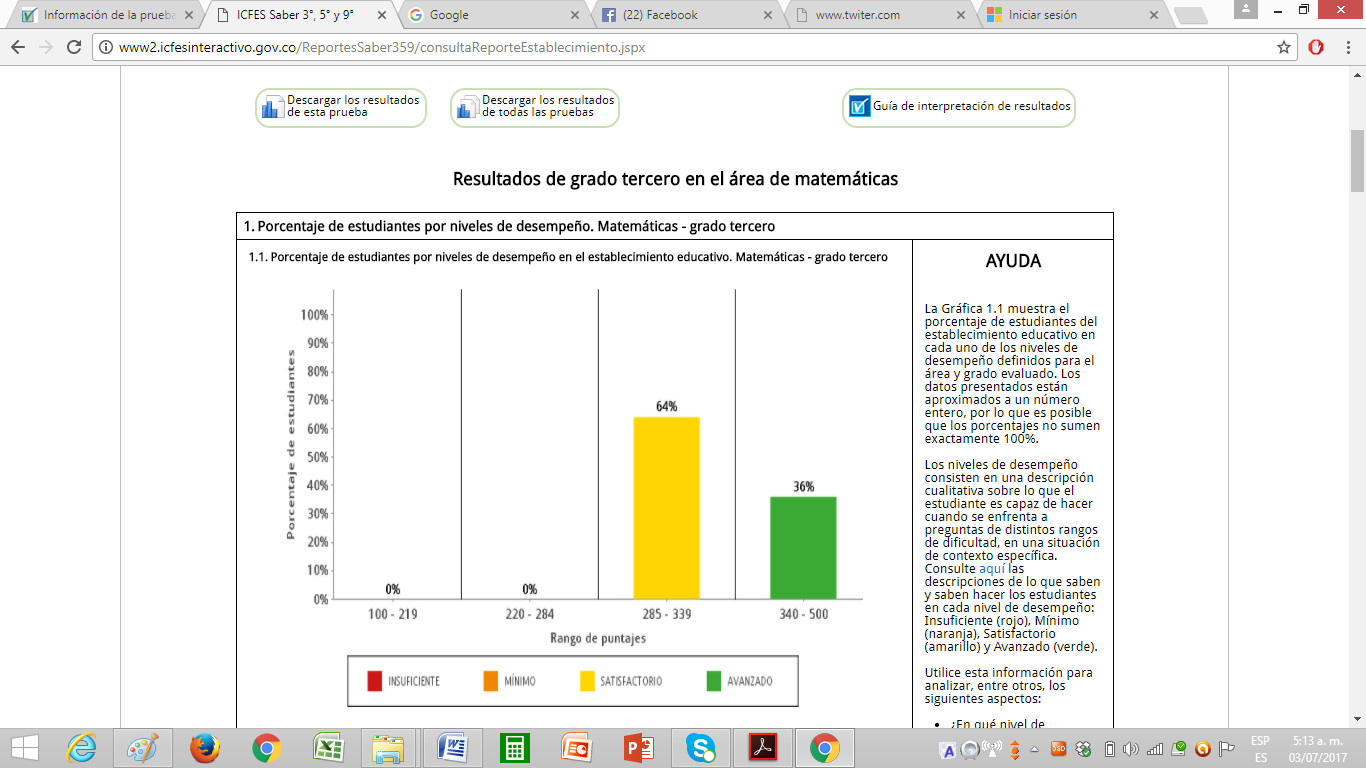 Información de la prueba
ICFES Saber 3°, 5° y 9°
Google
(22) Facebook
www.twiter.com
Iniciar sesión
www2.icfesinteractivo.gov.co/ReportesSaber359/consultaReporteEstablecimiento.jspx
Descargar los resultados
de esta prueba
Descargar los resultados
de todas las pruebas
Guía de interpretación de resultados
Resultados de grado tercero en el área de matemáticas
1. Porcentaje de estudiantes por niveles de desempeño. Matemáticas - grado tercero
1.1. Porcentaje de estudiantes por niveles de desempeño en el establecimiento educativo. Matemáticas - grado tercero
Porcentaje de estudiantes
100%
90%
80%
70%
60%
50%
40%
30%
20%
10%
0%
0%
0%
64%
36%
100 - 219
220 - 284
285 - 339
340 - 500
Rango de puntajes
INSUFICIENTE
MÍNIMO
SATISFACTORIO
AVANZADO
AYUDA
La Gráfica 1.1 muestra el
porcentaje de estudiantes del
establecimiento educativo en
cada uno de los niveles de
desempeño definidos para el
área y grado evaluado. Los
datos presentados están
aproximados a un número
entero, por lo que es posible
que los porcentajes no sumen
exactamente 100%.
Los niveles de desempeño
consisten en una descripción
cualitativa sobre lo que el
estudiante es capaz de hacer
cuando se enfrenta a
preguntas de distintos rangos
de dificultad, en una situación
de contexto específica.
Consulte aquí las
descripciones de lo que saben
y saben hacer los estudiantes
en cada nivel de desempeño:
Insuficiente (rojo), Mínimo
(naranja), Satisfactorio
(amarillo) y Avanzado (verde).
Utilice esta información para
analizar, entre otros, los
siguientes aspectos:
• ¿En qué nivel de
ESP
ES
5:13 a. m.
03/07/2017